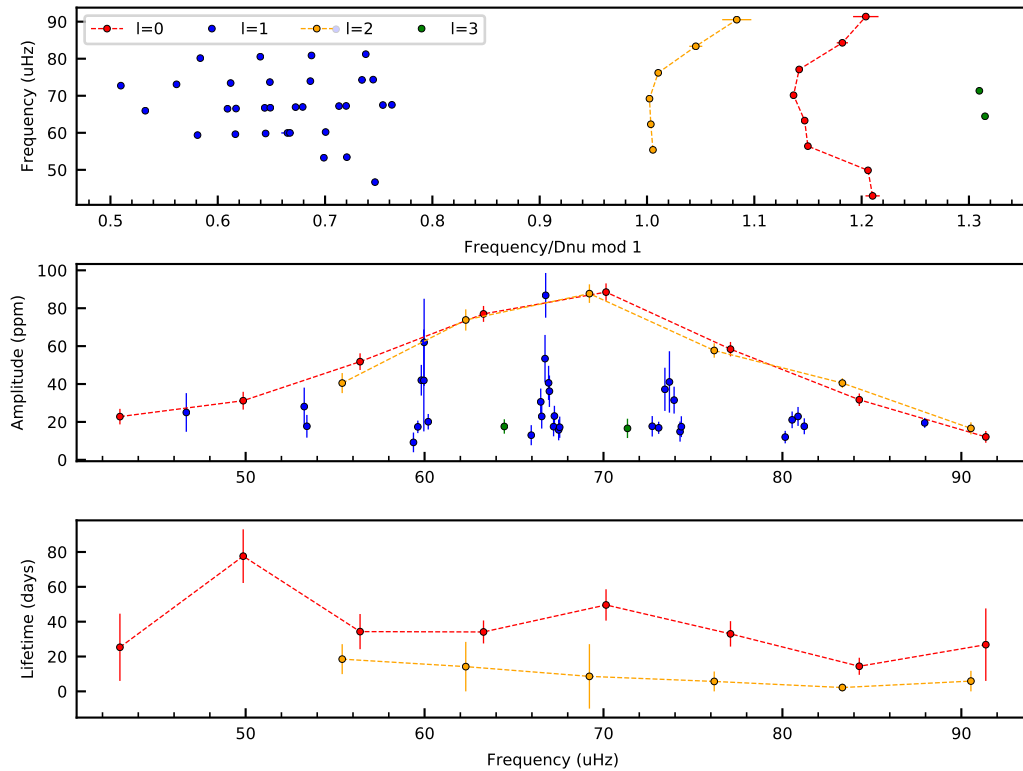 90
80
70
60
50
Frequency (uHz)
l=0
l=1
l=2
l=3
0.5 0.6 0.7 0.8 0.9 1.0 1.1 1.2 1.3
Frequency/Dnu mod 1
100
80
60
40
20
0
Amplitude (ppm)
50 60 70 80 90
80
60
40
20
0
Lifetime (days)
50 60 70 80 90
Frequency (uHz)